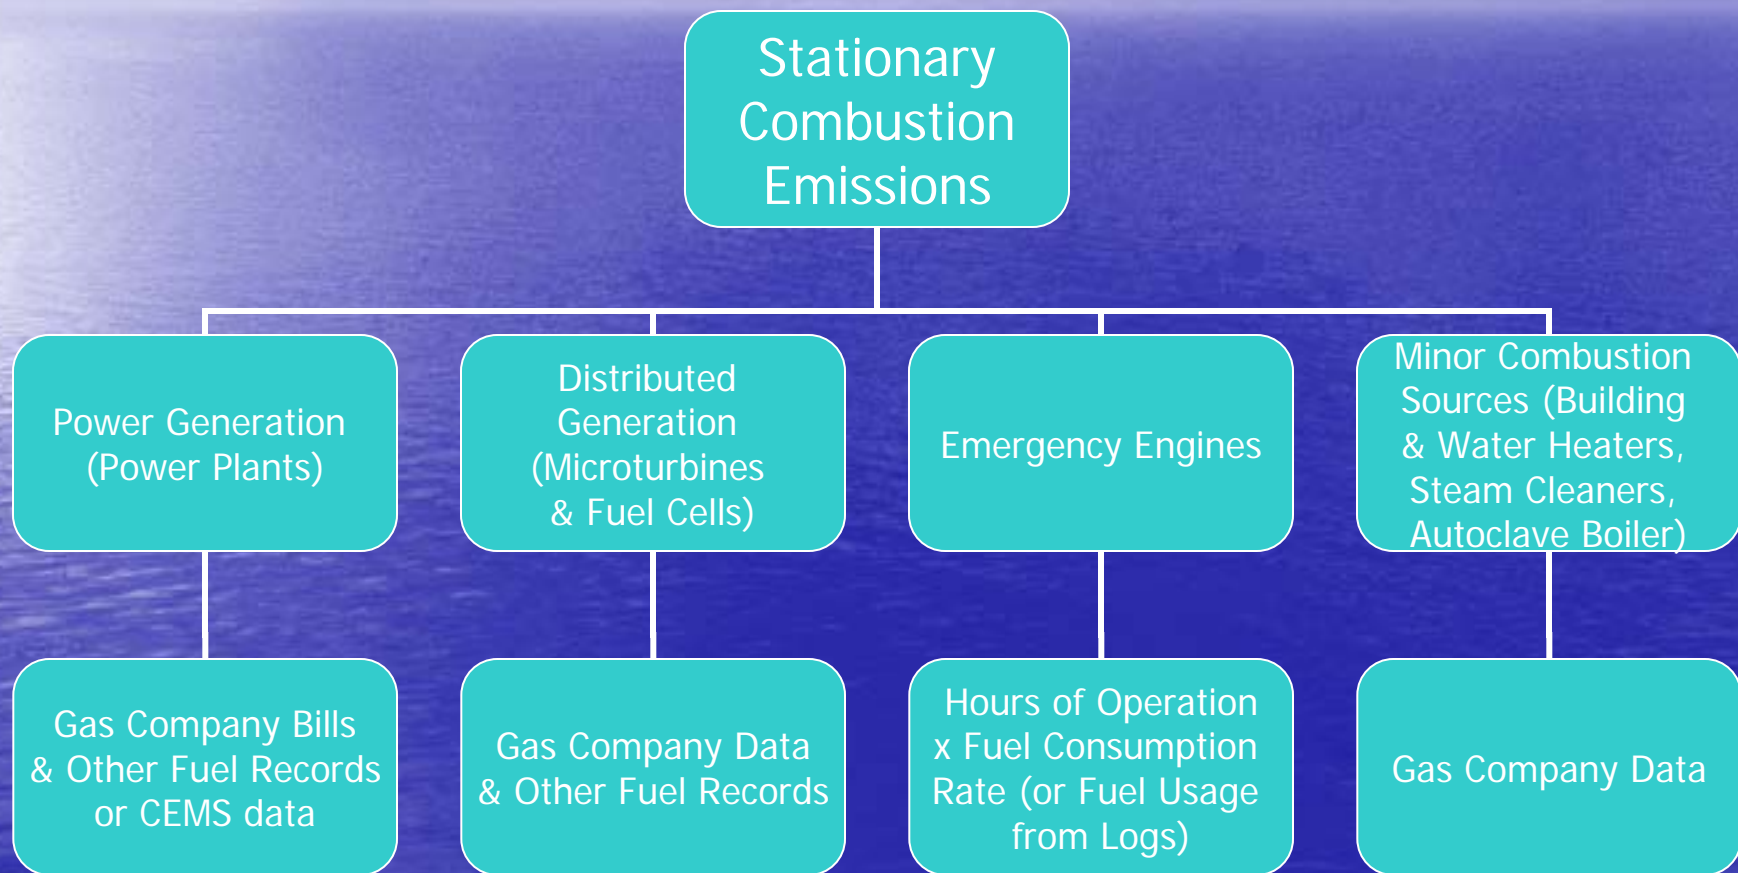 Stationary
Combustion
Emissions
Power Generation
(Power Plants)
Distributed
Generation
(Microturbines
& Fuel Cells)
Emergency Engines
Minor Combustion
Sources (Building
& Water Heaters,
Steam Cleaners,
Autoclave Boiler)
Gas Company Bills
& Other Fuel Records
or CEMS data
Gas Company Data
& Other Fuel Records
Hours of Operation
x Fuel Consumption
Rate (or Fuel Usage
from Logs)
Gas Company Data